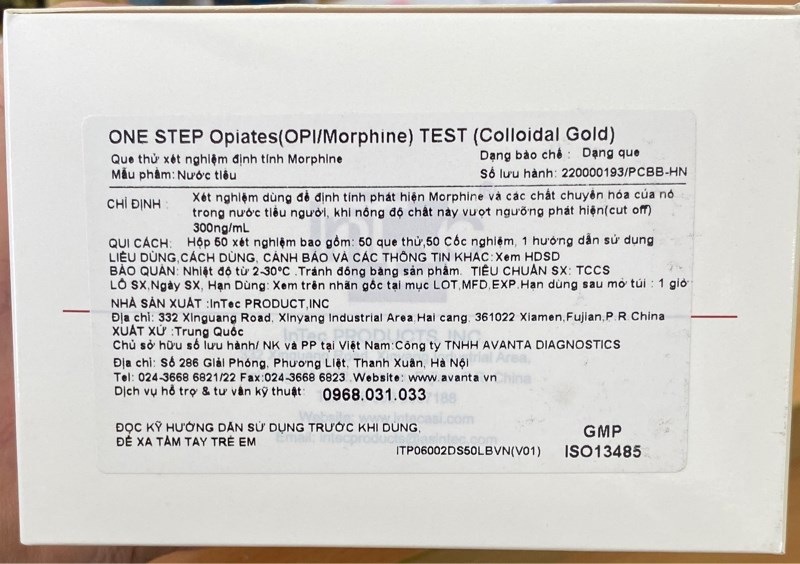 ONE STEP Opiates(OPI/Morphine) TEST (Colloidal Gold)
Que thử xét nghiệm định tính Morphine Dạng bào chế : Dạng que
Mẫu phẩm: Nước tiểu Số lưu hành: 220000193/PCBB-HN
CHỈ ĐỊNH : Xét nghiệm dùng để định tính phát hiện Morphine và các chất chuyển hóa của nó
trong nước tiểu người, khi nồng độ chất này vượt ngưỡng phát hiện(cut off)
300ng/mL
QUI CÁCH: Hộp 50 xét nghiệm bao gồm: 50 que thử,50 Cốc nghiệm, 1 hướng dẫn sử dụng
LIỀU DÙNG,CÁCH DÙNG, CẢNH BÁO VÀ CÁC THÔNG TIN KHÁC:Xem HDSD
BẢO QUẢN: Nhiệt độ từ 2-30°C .Tránh đông băng sản phẩm. TIÊU CHUẨN SX: TCCS
LÔ SX,Ngày SX, Hạn Dùng: Xem trên nhãn gốc tại mục LOT,MFD,EXP.Hạn dùng sau mở túi : 1 giờ
NHÀ SẢN XUẤT :InTec PRODUCT,INC
Địa chỉ: 332 Xinguang Road, Xinyang Industrial Area,Hai cang, 361022 Xiamen,Fujian,P.R.China
XUẤT XỨ :Trung Quốc
Chủ sở hữu số lưu hành/ NK và PP tại Việt Nam:Công ty TNHH AVANTA DIAGNOSTICS
Địa chỉ: Số 286 Giải Phóng, Phương Liệt, Thanh Xuân, Hà Nội
Tel: 024-3668 6821/22 Fax:024-3668 6823 .Website: www.avanta.vn
Dịch vụ hỗ trợ & tư vấn kỹ thuật: 0968.031.033
Website: www.intecasi.com
ĐỌC KỸ HƯỚNG DẪN SỬ DỤNG TRƯỚC KHI DÙNG,
ĐỂ XA TẦM TAY TRẺ EM
ITP06002DS50LBVN(V01)
GMP
ISO13485